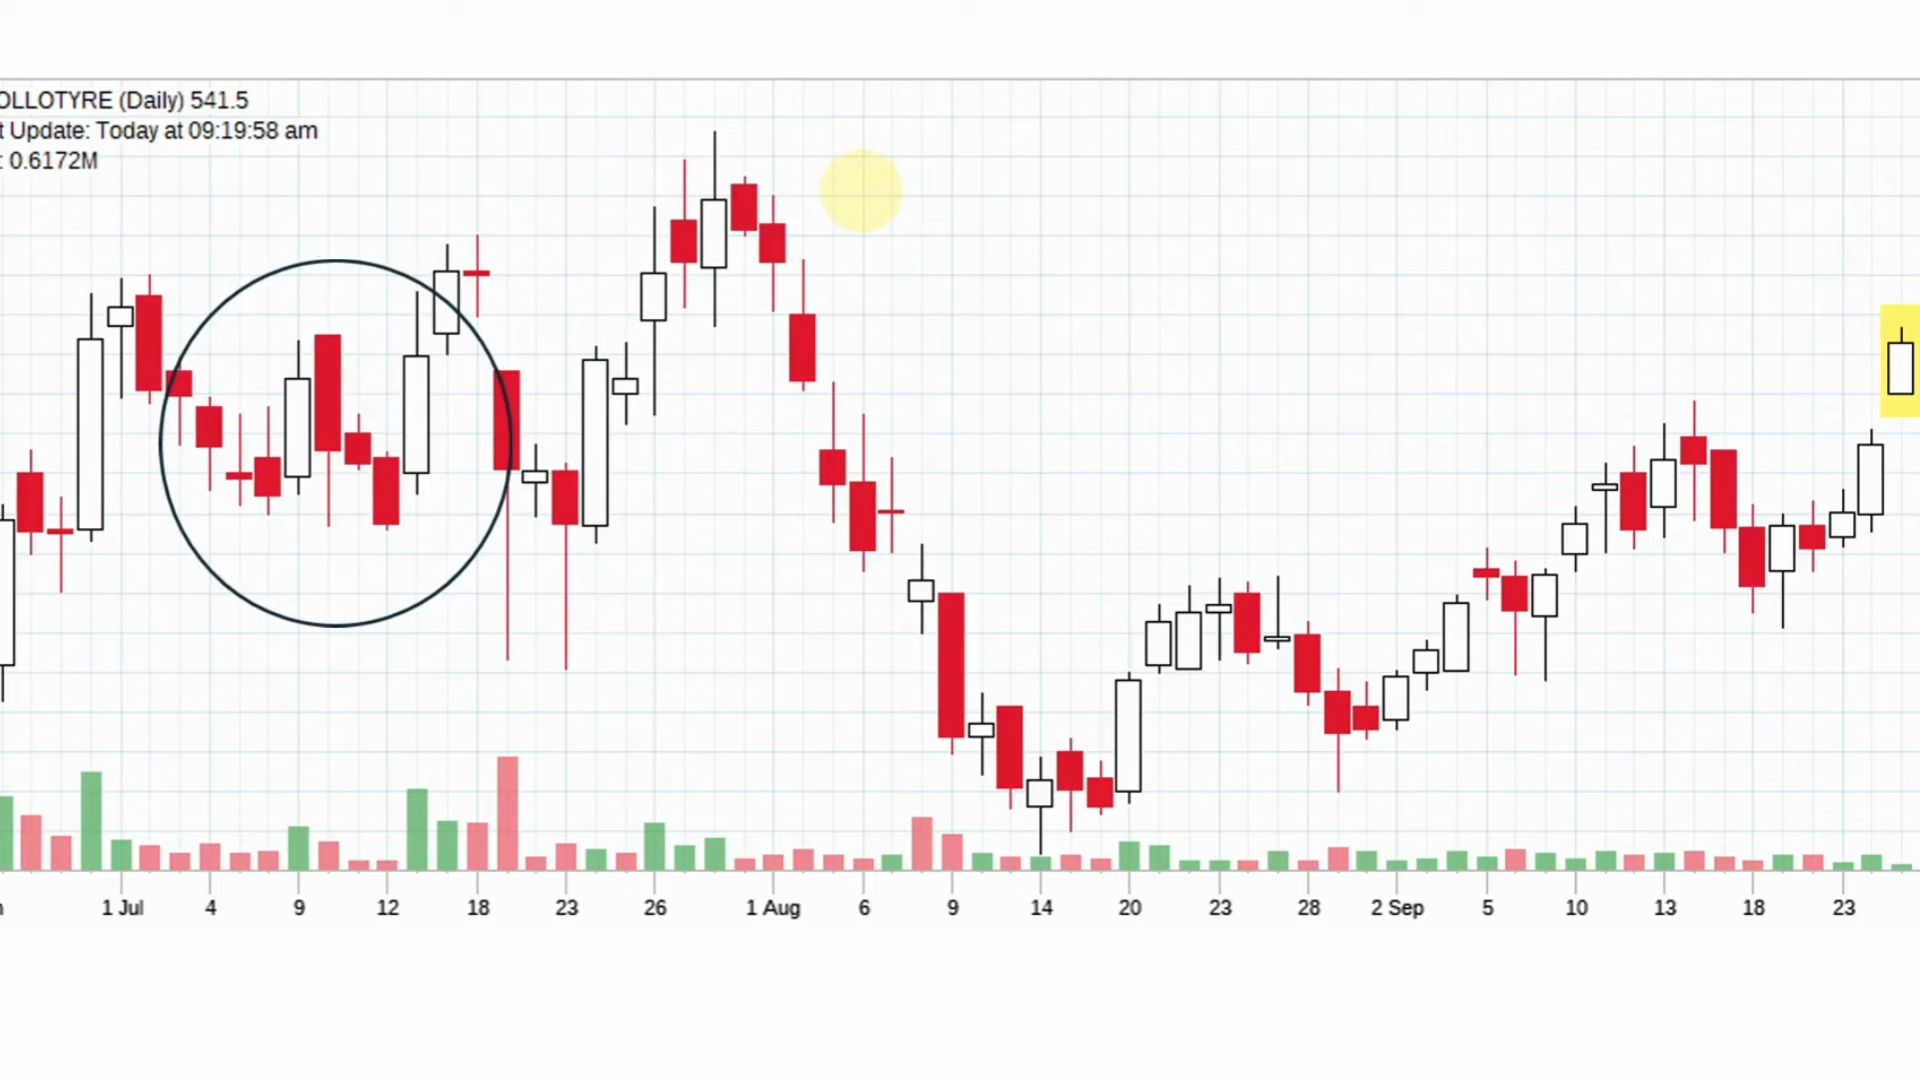 OLLOTYRE (Daily) 541.5
t Update: Today at 09:19:58 am
: 0.6172M
1 Jul 4 9 12 18 23 26 1 Aug 6 9 14 20 23 28 2 Sep 5 10 13 18 23